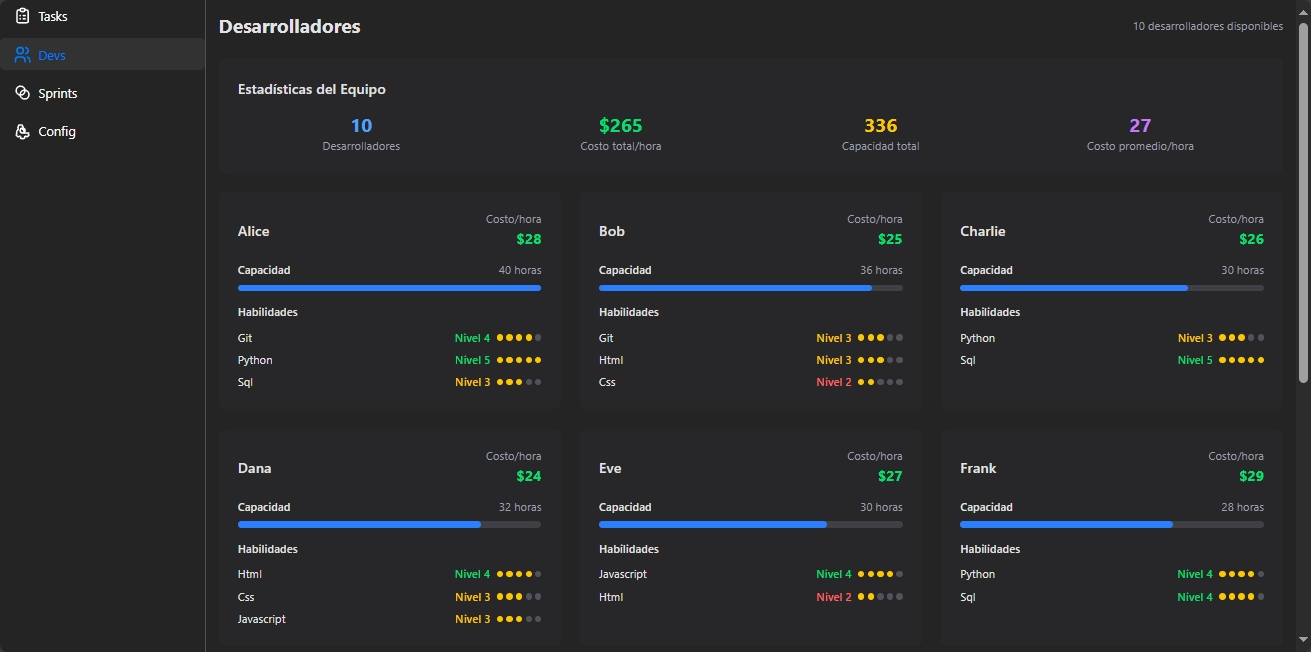 Tasks
Devs
Sprints
Config
Desarrolladores
10 desarrolladores disponibles
Estadísticas del Equipo
10
Desarrolladores
$265
Costo total/hora
336
Capacidad total
27
Costo promedio/hora
Alice
Costo/hora
$28
Capacidad
40 horas
Habilidades
Git Nivel 4
Python Nivel 5
Sql Nivel 3
Bob
Costo/hora
$25
Capacidad
36 horas
Habilidades
Git Nivel 3
Html Nivel 3
Css Nivel 2
Charlie
Costo/hora
$26
Capacidad
30 horas
Habilidades
Python Nivel 3
Sql Nivel 5
Dana
Costo/hora
$24
Capacidad
32 horas
Habilidades
Html Nivel 4
Css Nivel 3
Javascript Nivel 3
Eve
Costo/hora
$27
Capacidad
30 horas
Habilidades
Javascript Nivel 4
Html Nivel 2
Frank
Costo/hora
$29
Capacidad
28 horas
Habilidades
Python Nivel 4
Sql Nivel 4